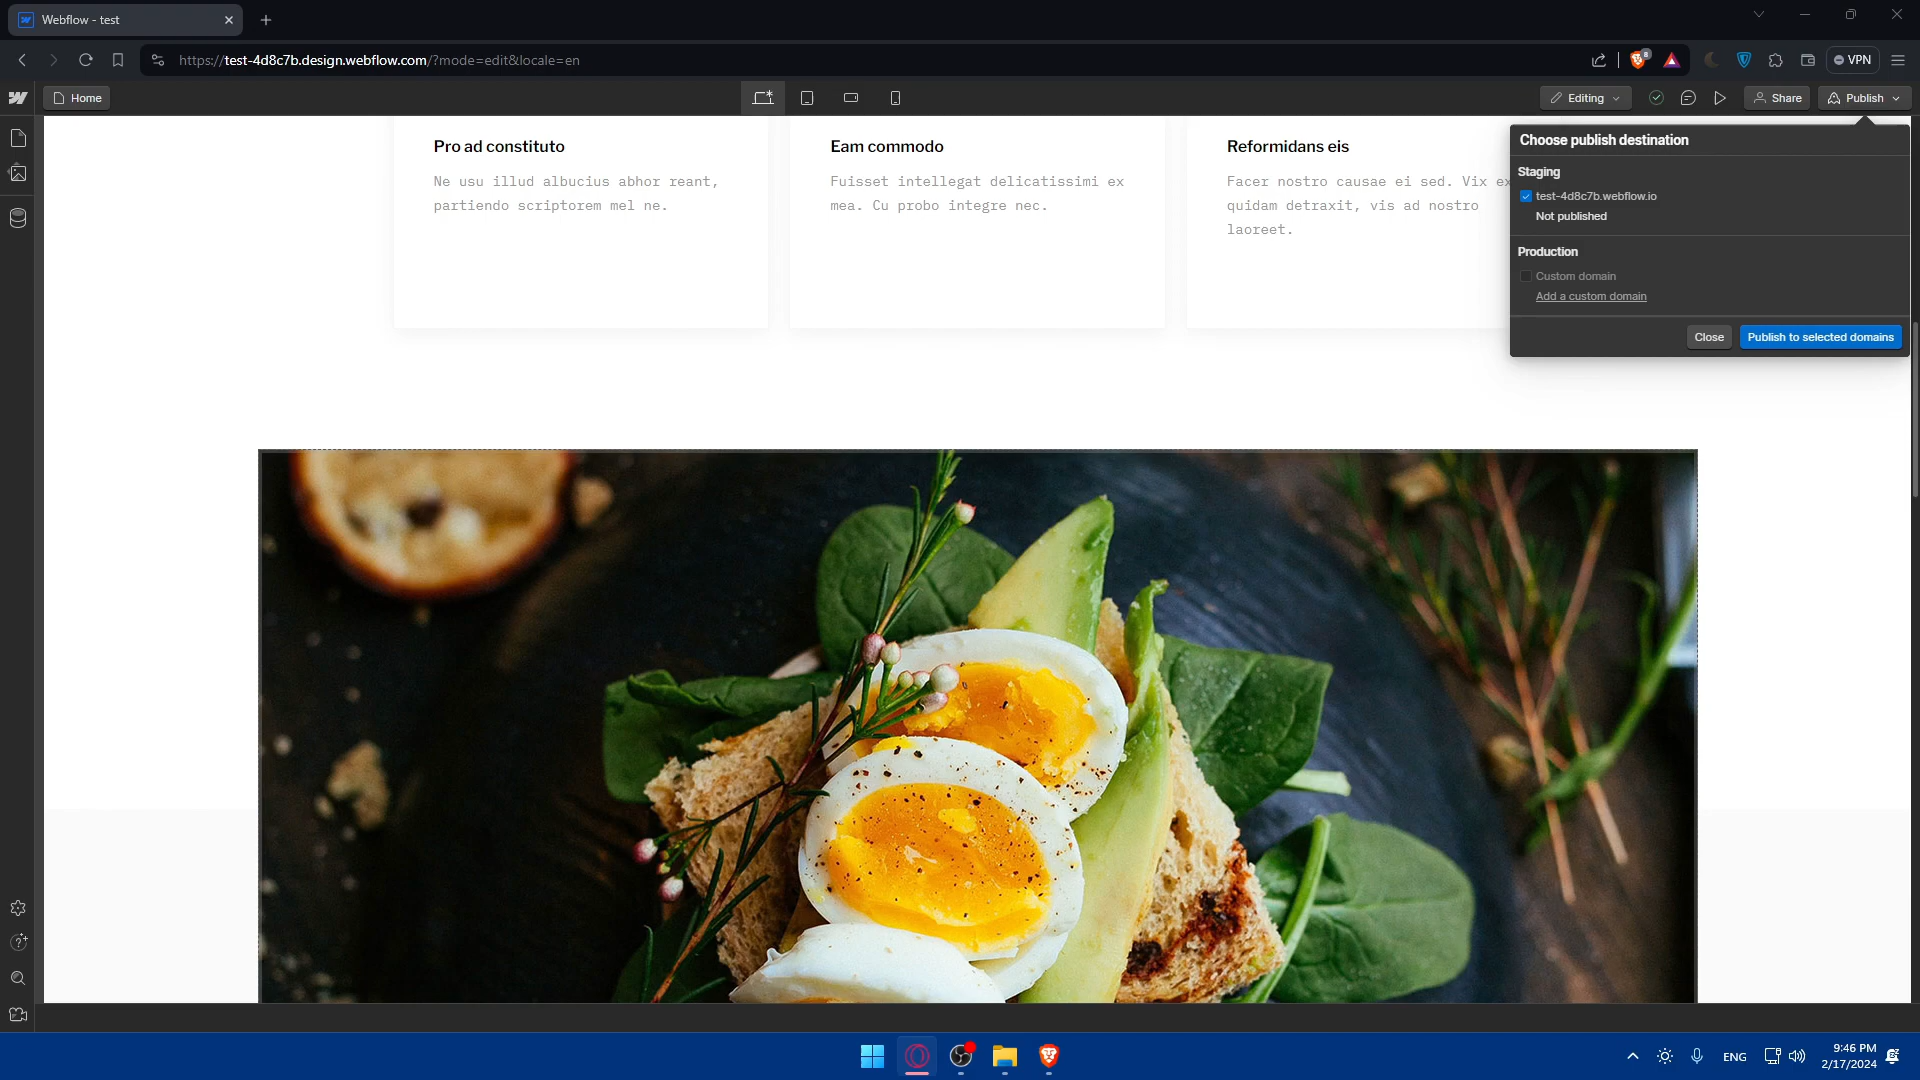 Webflow - test
https://test-4d8c7b.design.webflow.com/?mode=edit&locale=en
8
VPN
Home
Editing
Share
Publish
Pro ad constituto
Ne usu illud albucius abhor reant,
partiendo scriptorem mel ne.
Eam commodo
Fuisset intellegat delicatissimi ex
mea. Cu probo integre nec.
Reformidans eis
Facer nostro causae ei sed. Vix ex
quidam detraxit, vis ad nostro
laoreet.
Choose publish destination
Staging
test-4d8c7b.webflow.io
Not published
Production
Custom domain
Add a custom domain
Close
Publish to selected domains
ENG
9:46 PM
2/17/2024